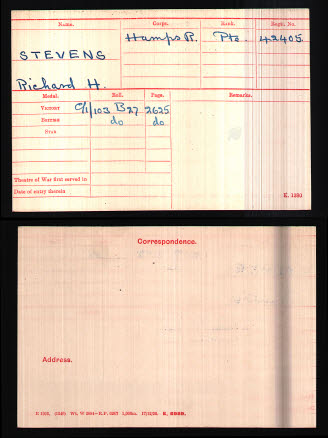 Name. Corps. Rank. Regtl. No.
STEVENS Hamps R. Pte. 42405
Richard H.
Medal. Roll. Page. Remarks.
Victory C/1/103 B27 2625
British do do
Star
Theatre of War first served in
Date of entry therein
K. 1380
Correspondence.
Address.